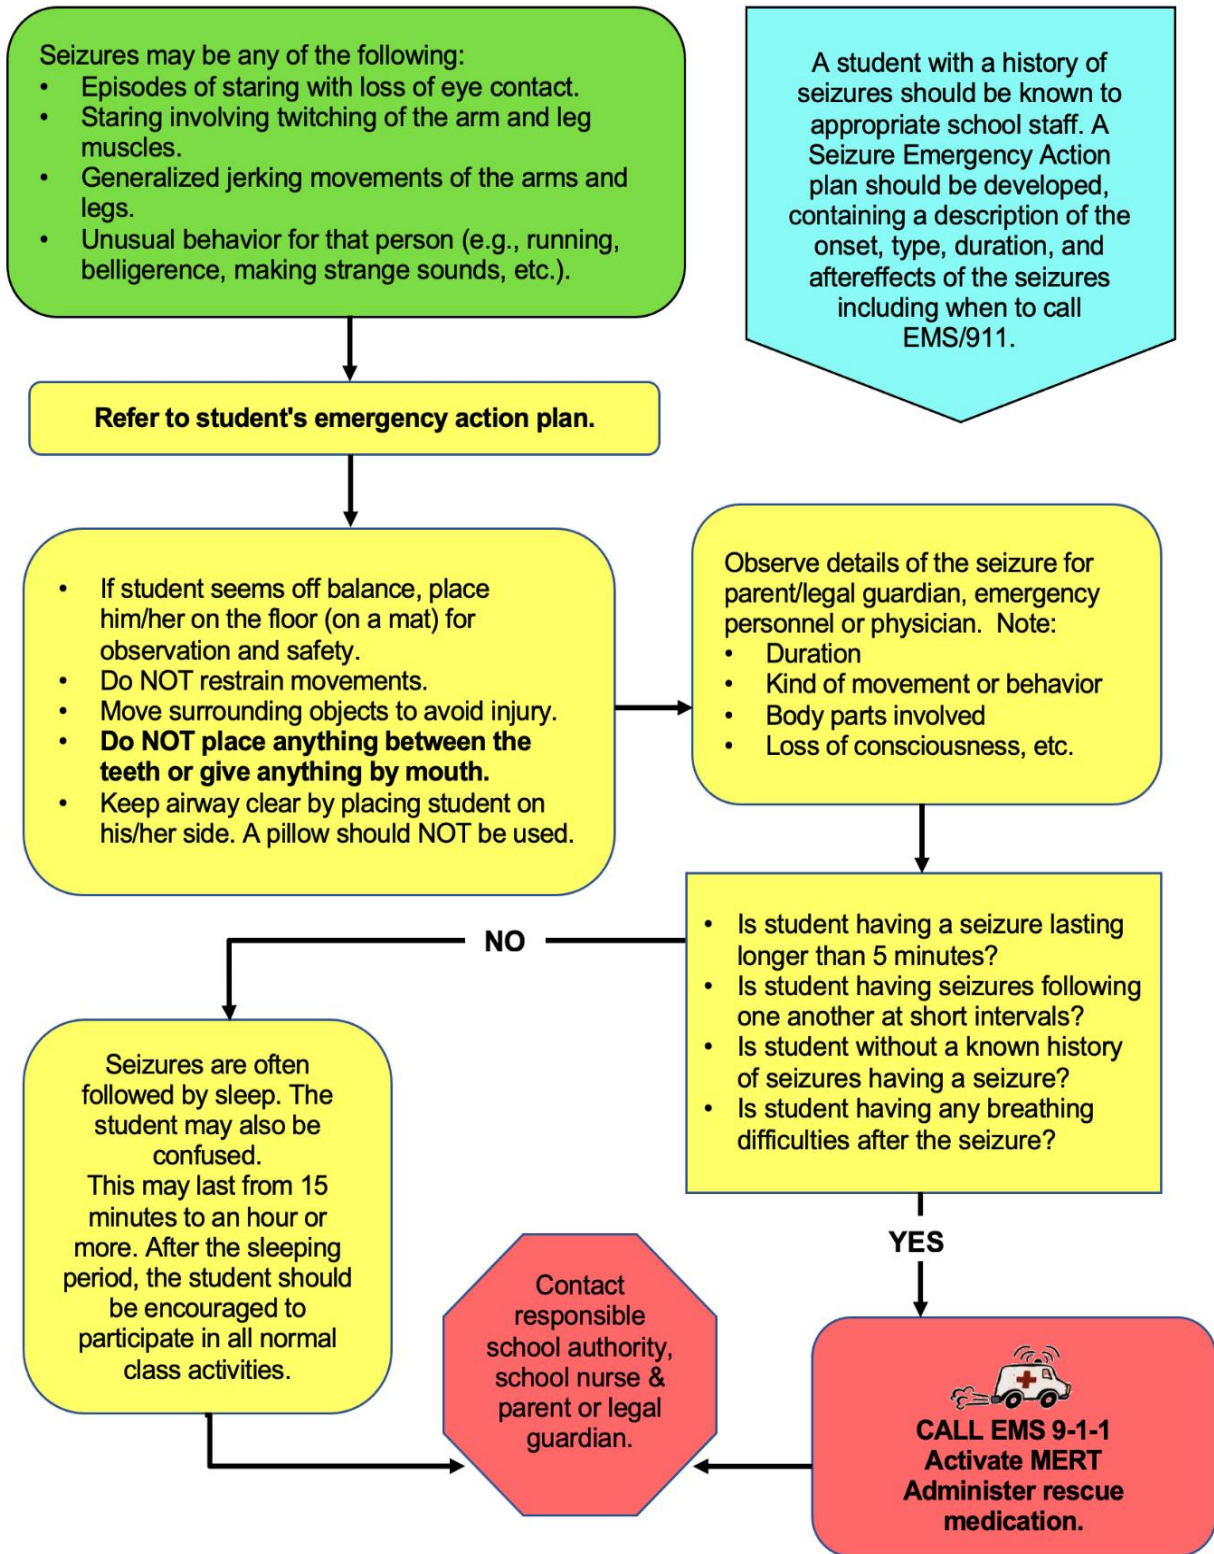 Seizures may be any of the following:
• Episodes of staring with loss of eye contact.
• Staring involving twitching of the arm and leg
muscles.
• Generalized jerking movements of the arms and
legs.
• Unusual behavior for that person (e.g., running,
belligerence, making strange sounds, etc.).
A student with a history of
seizures should be known to
appropriate school staff. A
Seizure Emergency Action
plan should be developed,
containing a description of the
onset, type, duration, and
aftereffects of the seizures
including when to call
EMS/911.
Refer to student's emergency action plan.
• If student seems off balance, place
him/her on the floor (on a mat) for
observation and safety.
• Do NOT restrain movements.
• Move surrounding objects to avoid injury.
• Do NOT place anything between the
teeth or give anything by mouth.
• Keep airway clear by placing student on
his/her side. A pillow should NOT be used.
Observe details of the seizure for
parent/legal guardian, emergency
personnel or physician. Note:
• Duration
• Kind of movement or behavior
• Body parts involved
• Loss of consciousness, etc.
• Is student having a seizure lasting
longer than 5 minutes?
• Is student having seizures following
one another at short intervals?
• Is student without a known history
of seizures having a seizure?
• Is student having any breathing
difficulties after the seizure?
NO
Seizures are often
followed by sleep. The
student may also be
confused.
This may last from 15
minutes to an hour or
more. After the sleeping
period, the student should
be encouraged to
participate in all normal
class activities.
YES
CALL EMS 9-1-1
Activate MERT
Administer rescue
medication.
Contact
responsible
school authority,
school nurse &
parent or legal
guardian.